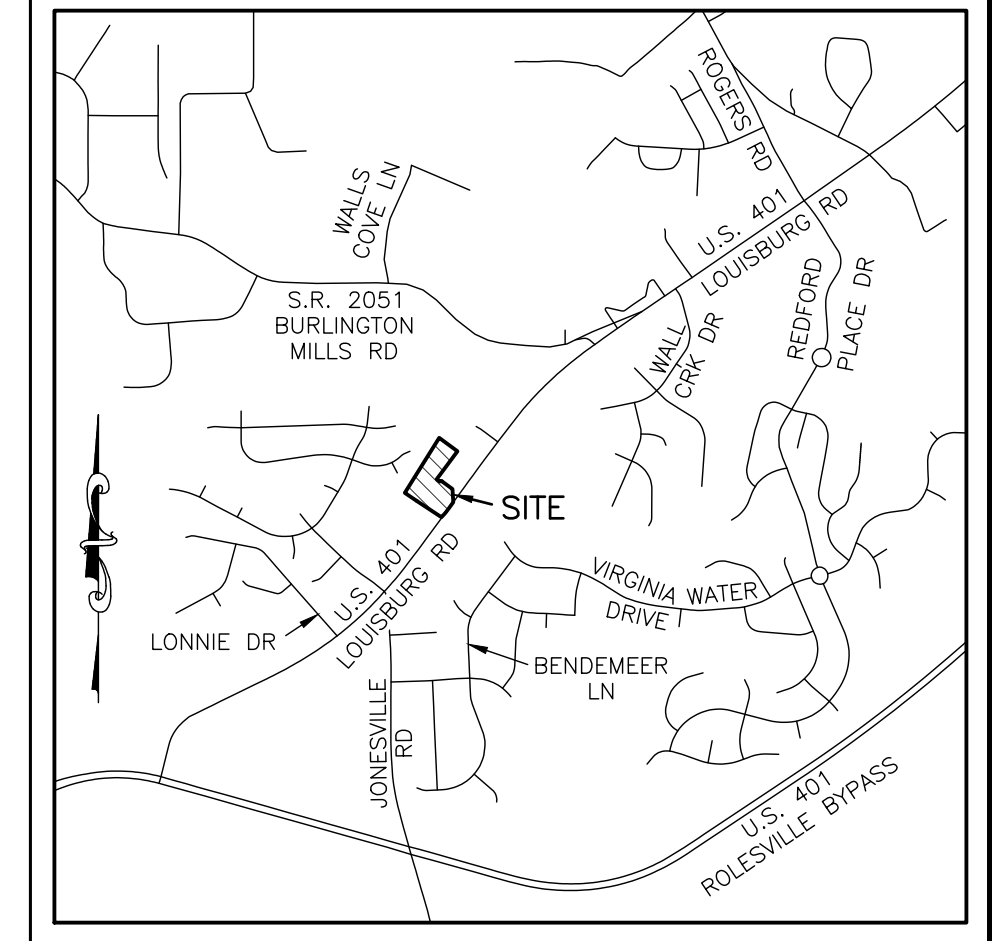 ROGERS RD
WALLS
COVE LN
U.S. 401
LOUISBURG RD
S.R. 2051
BURLINGTON
MILLS RD
REDFORD
PLACE DR
WALL
CRK DR
SITE
U.S. 401
LOUISBURG RD
VIRGINIA WATER
DRIVE
LONNIE DR
BENDEMEER
LN
JONESVILLE
RD
U.S. 401
ROLESVILLE BYPASS